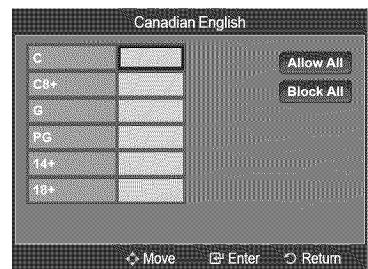 Canadian English
C
C8+
G
PG
14+
18+
Allow All
Block All
Move Enter Return